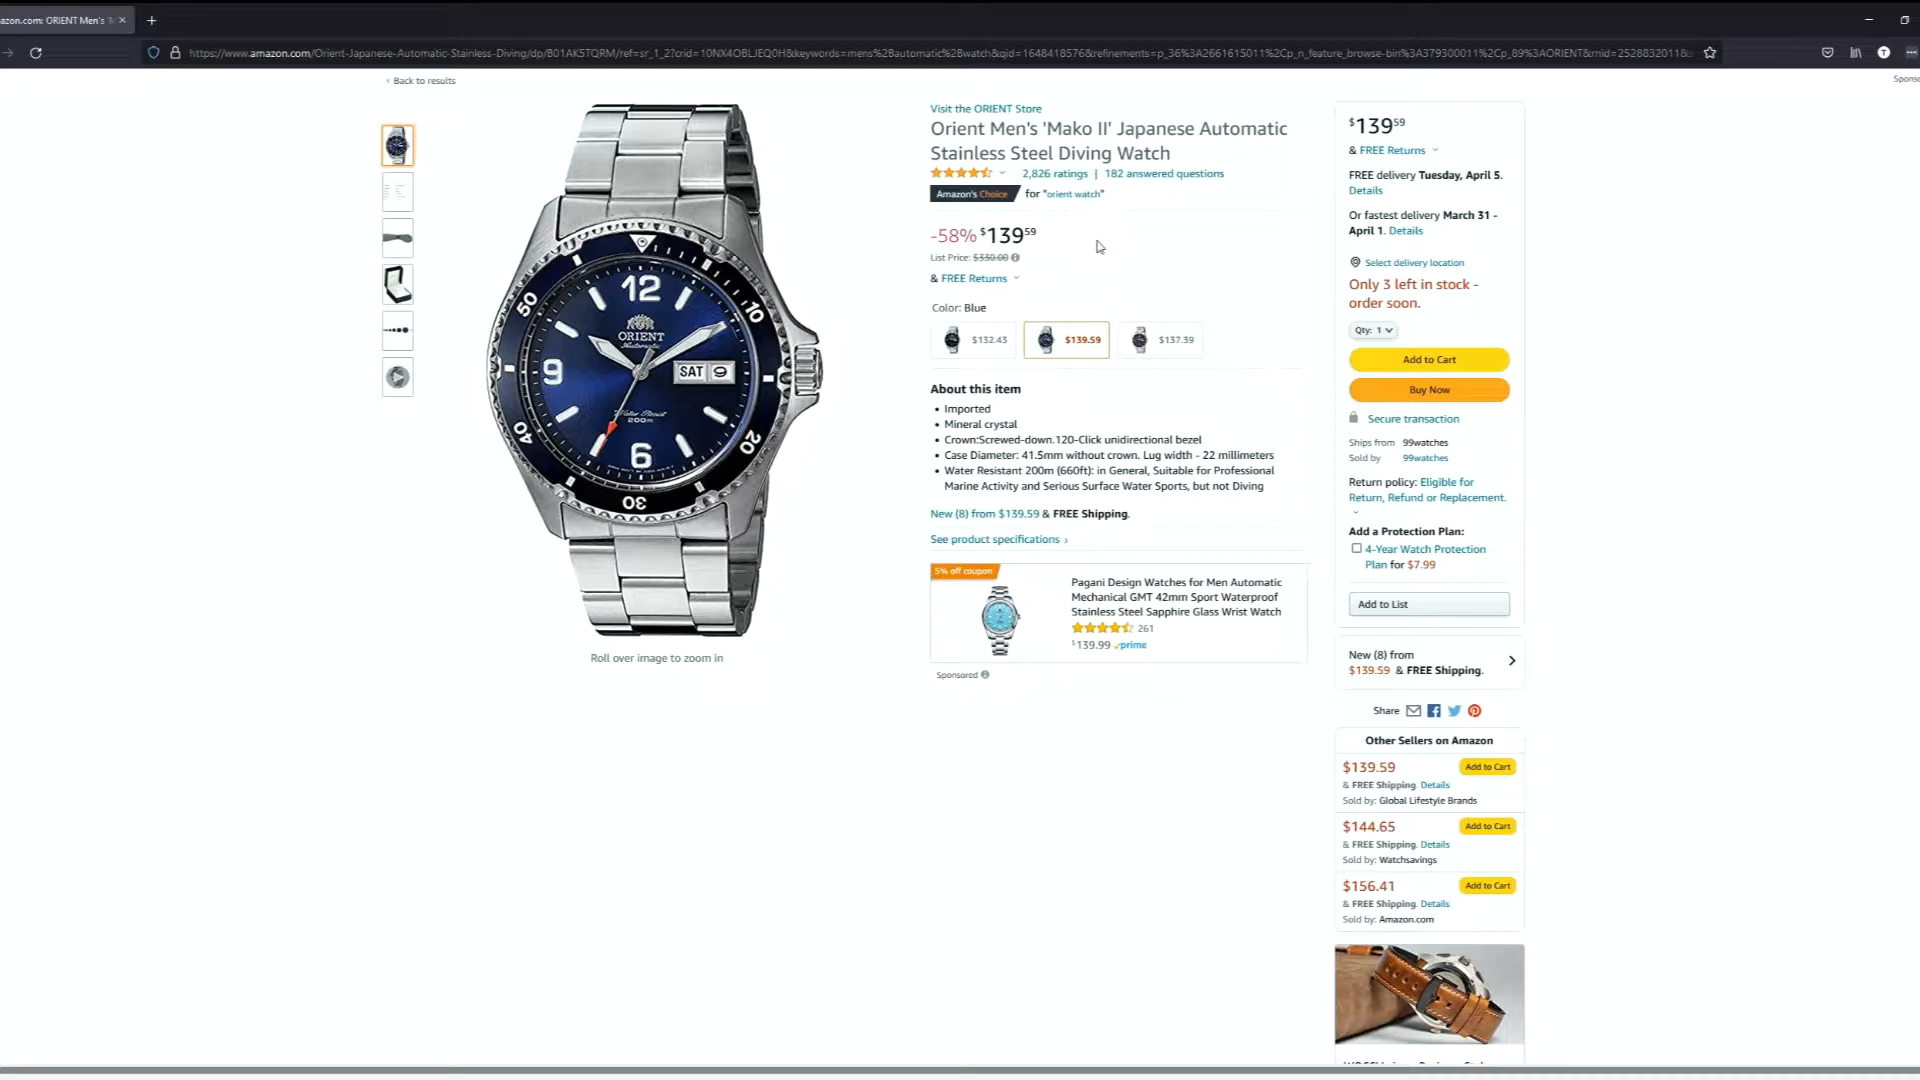 azon.com: ORIENT Men's
https://www.amazon.com/Orient-Japanese-Automatic-Stainless-Diving/dp/B01AK5TQRM/ref=sr_1_2?crid=10NX4OBLJEQ0H&keywords=mens%2Bautomatic%2Bwatch&qid=1648418576&refinements=p_36%3A2661615011%2Cp_n_feature_browse-bin%3A379300011%2Cp_89%3AORIENT&rnid=2528832011&
Back to results
Spons
Visit the ORIENT Store
Orient Men's 'Mako II' Japanese Automatic
Stainless Steel Diving Watch
2,826 ratings | 182 answered questions
Amazon's Choice for "orient watch"
-58% $139 59
List Price: $330.00
& FREE Returns
Color: Blue
$132.43
$139.59
$137.39
About this item
• Imported
• Mineral crystal
• Crown:Screwed-down.120-Click unidirectional bezel
• Case Diameter: 41.5mm without crown. Lug width - 22 millimeters
• Water Resistant 200m (660ft): in General, Suitable for Professional
Marine Activity and Serious Surface Water Sports, but not Diving
New (8) from $139.59 & FREE Shipping.
See product specifications ›
5% off coupon
Pagani Design Watches for Men Automatic
Mechanical GMT 42mm Sport Waterproof
Stainless Steel Sapphire Glass Wrist Watch
261
$139.99 prime
Sponsored
12
10
20
30
40
50
9
6
ORIENT
Automatic
SAT 9
Water Resist
200m
Roll over image to zoom in
$139 59
& FREE Returns
FREE delivery Tuesday, April 5.
Details
Or fastest delivery March 31 -
April 1. Details
Select delivery location
Only 3 left in stock -
order soon.
Qty: 1
Add to Cart
Buy Now
Secure transaction
Ships from 99watches
Sold by 99watches
Return policy: Eligible for
Return, Refund or Replacement.
Add a Protection Plan:
4-Year Watch Protection
Plan for $7.99
Add to List
New (8) from
$139.59 & FREE Shipping.
Share
Other Sellers on Amazon
$139.59 Add to Cart
& FREE Shipping. Details
Sold by: Global Lifestyle Brands
$144.65 Add to Cart
& FREE Shipping. Details
Sold by: Watchsavings
$156.41 Add to Cart
& FREE Shipping. Details
Sold by: Amazon.com